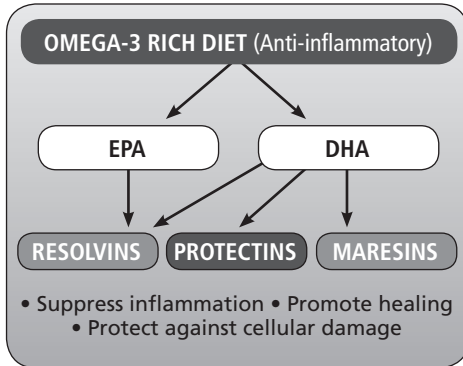 OMEGA-3 RICH DIET (Anti-inflammatory)
EPA
DHA
RESOLVINS
PROTECTINS
MARESINS
• Suppress inflammation • Promote healing
• Protect against cellular damage